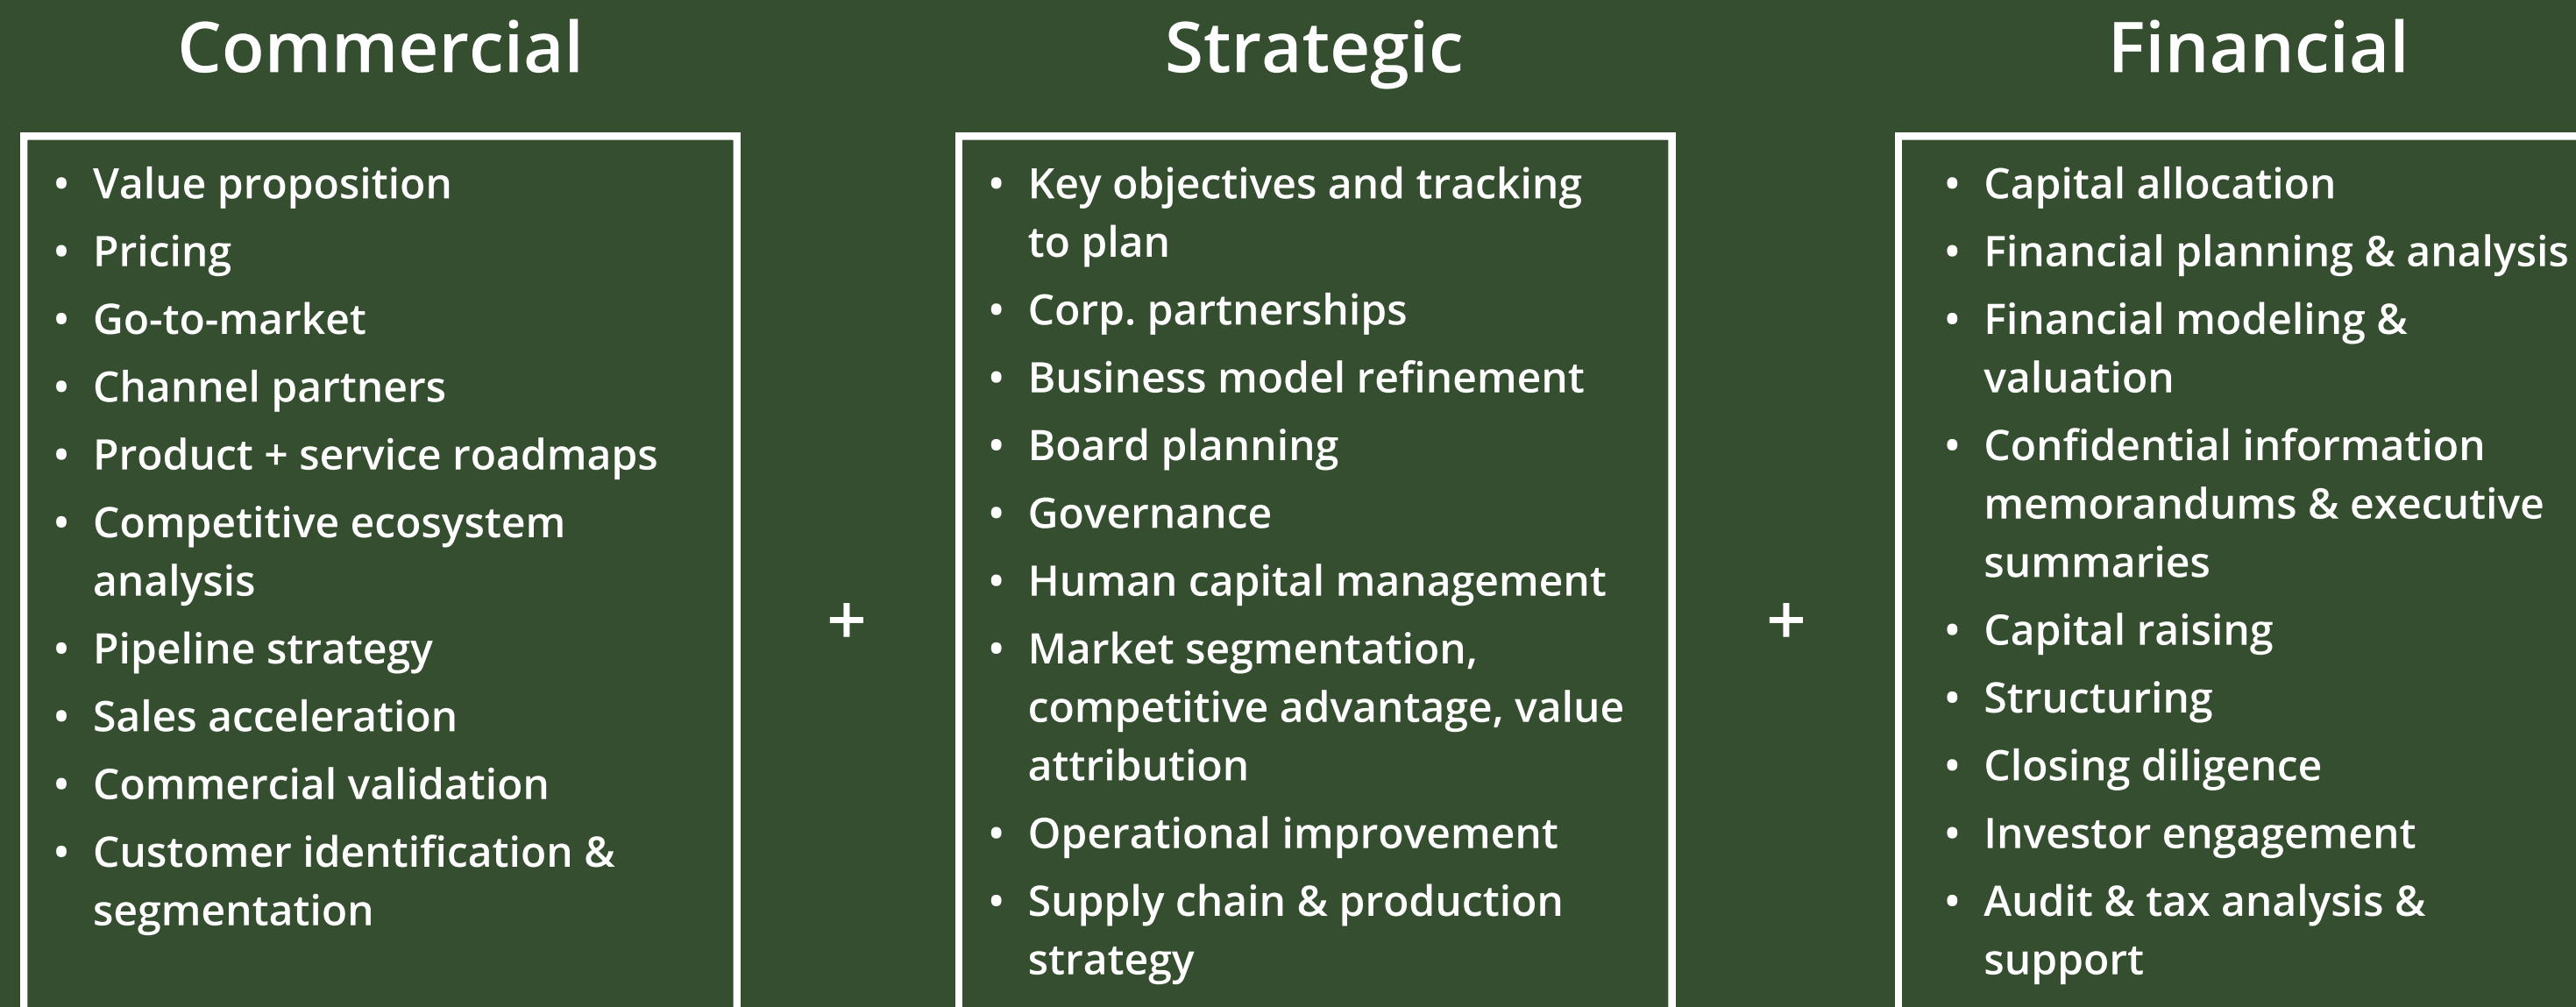 Commercial
• Value proposition
• Pricing
• Go-to-market
• Channel partners
• Product + service roadmaps
• Competitive ecosystem
analysis
• Pipeline strategy
• Sales acceleration
• Commercial validation
• Customer identification &
segmentation
+
Strategic
• Key objectives and tracking
to plan
• Corp. partnerships
• Business model refinement
• Board planning
• Governance
• Human capital management
• Market segmentation,
competitive advantage, value
attribution
• Operational improvement
• Supply chain & production
strategy
+
Financial
• Capital allocation
• Financial planning & analysis
• Financial modeling &
valuation
• Confidential information
memorandums & executive
summaries
• Capital raising
• Structuring
• Closing diligence
• Investor engagement
• Audit & tax analysis &
support